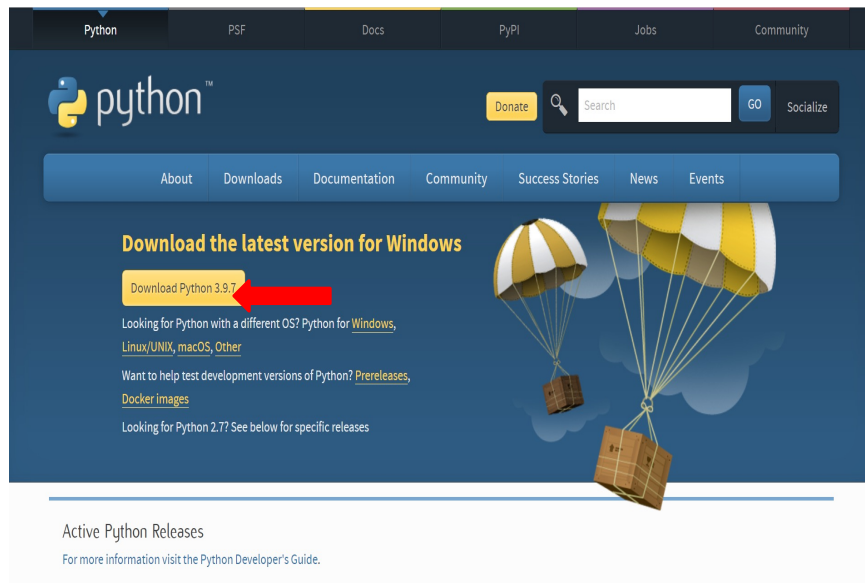 Python PSF Docs PyPI Jobs Community
python™
Donate Search GO Socialize
About Downloads Documentation Community Success Stories News Events
Download the latest version for Windows
Download Python 3.9.7
Looking for Python with a different OS? Python for Windows,
Linux/UNIX, macOS, Other
Want to help test development versions of Python? Prereleases,
Docker images
Looking for Python 2.7? See below for specific releases
Active Python Releases
For more information visit the Python Developer's Guide.